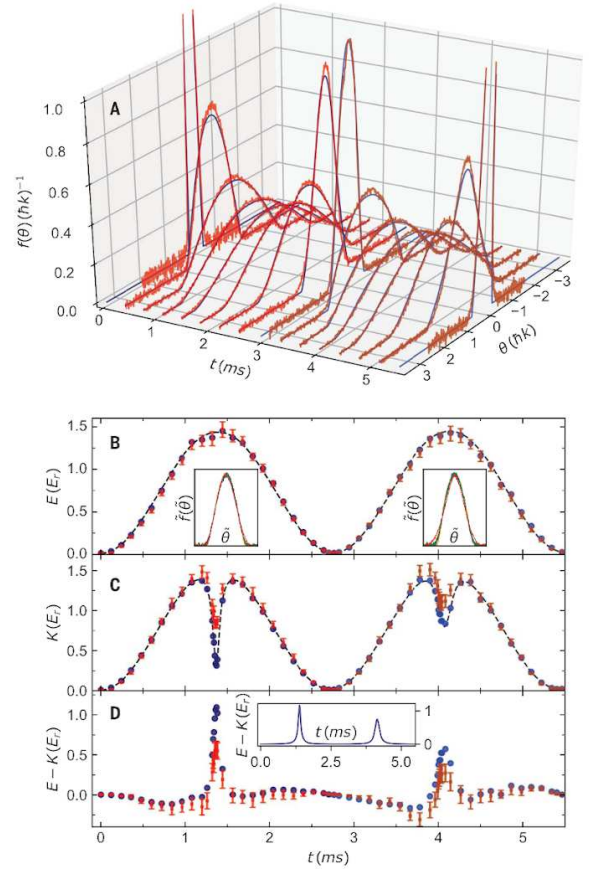 A
1.0
0.8
0.6
0.4
0.2
0.0
f(θ) (ħk)⁻¹
0
1
2
3
4
5
t (ms)
3
2
1
0
-1
-2
-3
θ (ħk)
B
1.5
1.0
0.5
0.0
E (Eᵣ)
f̃(θ̃)
θ̃
f̃(θ̃)
θ̃
C
1.5
1.0
0.5
0.0
K(Eᵣ)
D
1.0
0.5
0.0
E − K(Eᵣ)
E − K(Eᵣ)
t (ms)
1
0
0.0
2.5
5.0
0
1
2
3
4
5
t (ms)